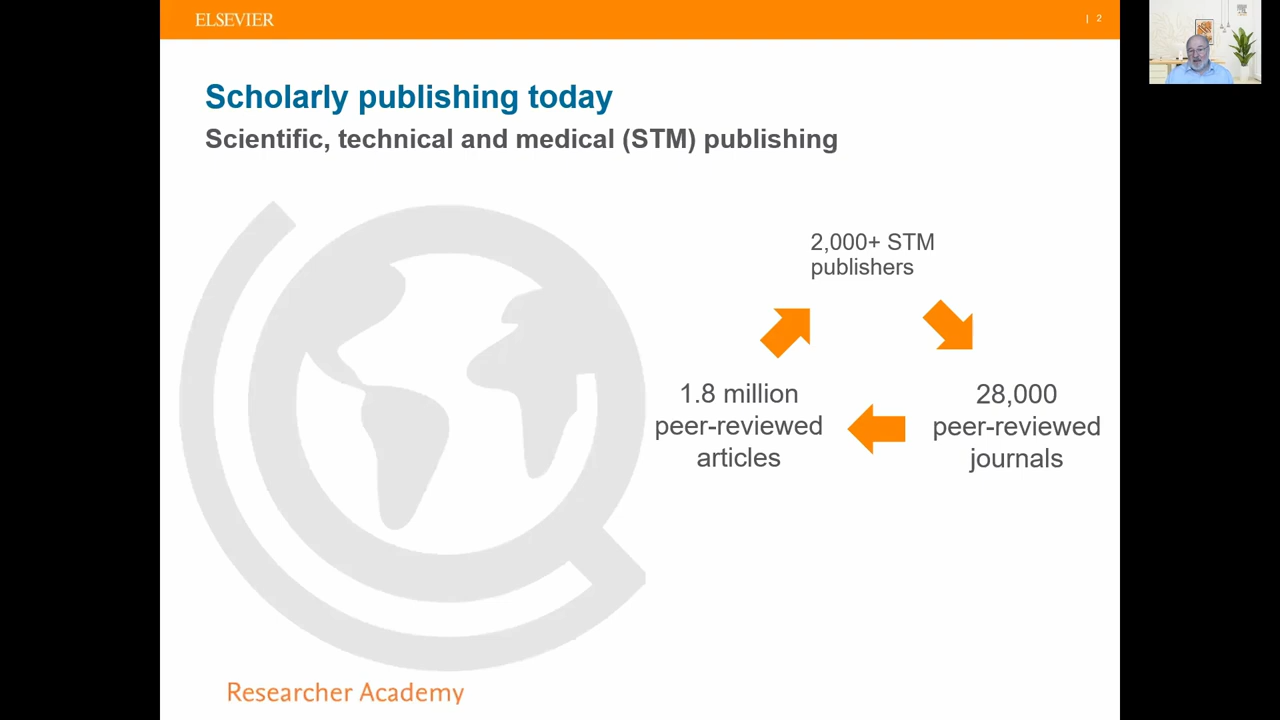 ELSEVIER
| 2
Scholarly publishing today
Scientific, technical and medical (STM) publishing
2,000+ STM
publishers
1.8 million
peer-reviewed
articles
28,000
peer-reviewed
journals
Researcher Academy